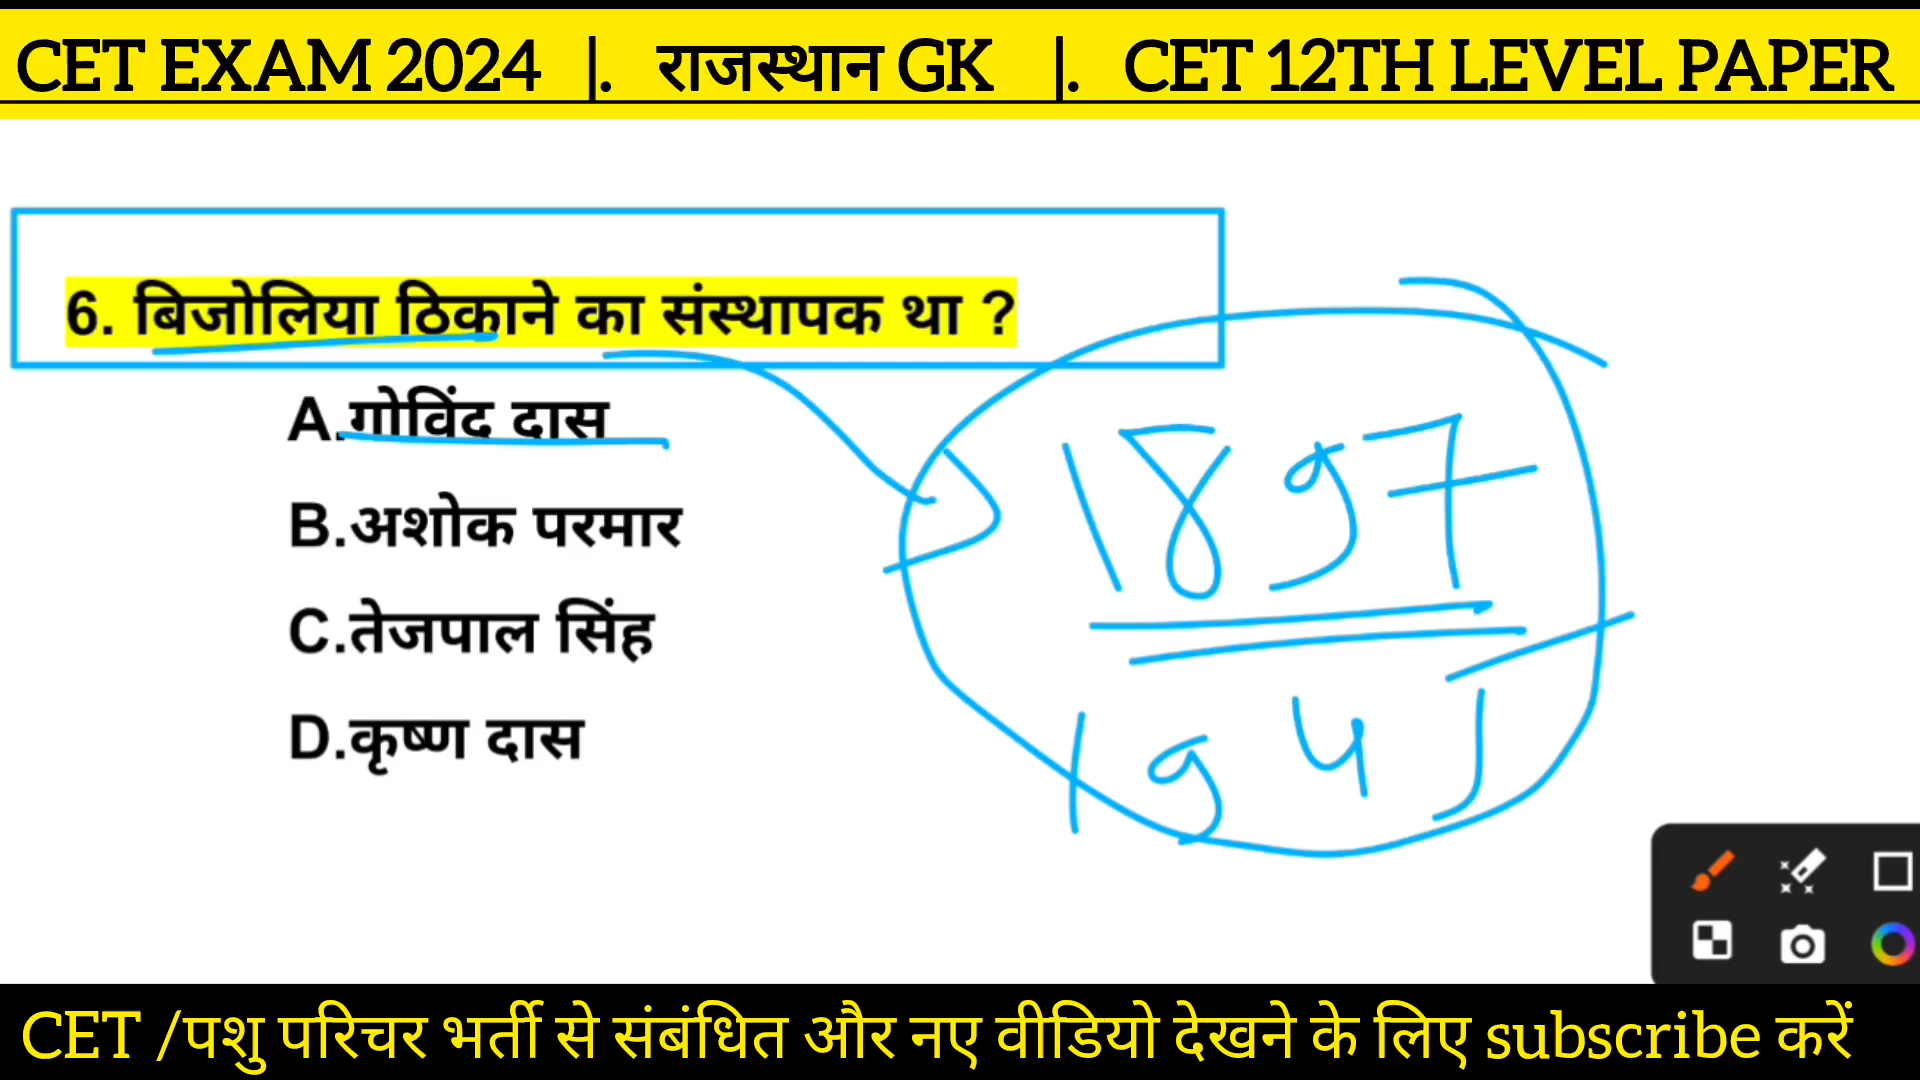 CET EXAM 2024 |. राजस्थान GK |. CET 12TH LEVEL PAPER
6. बिजोलिया ठिकाने का संस्थापक था ?
A.गोविंद दास
B.अशोक परमार
C.तेजपाल सिंह
D.कृष्ण दास
1897
1941
CET /पशु परिचर भर्ती से संबंधित और नए वीडियो देखने के लिए subscribe करें